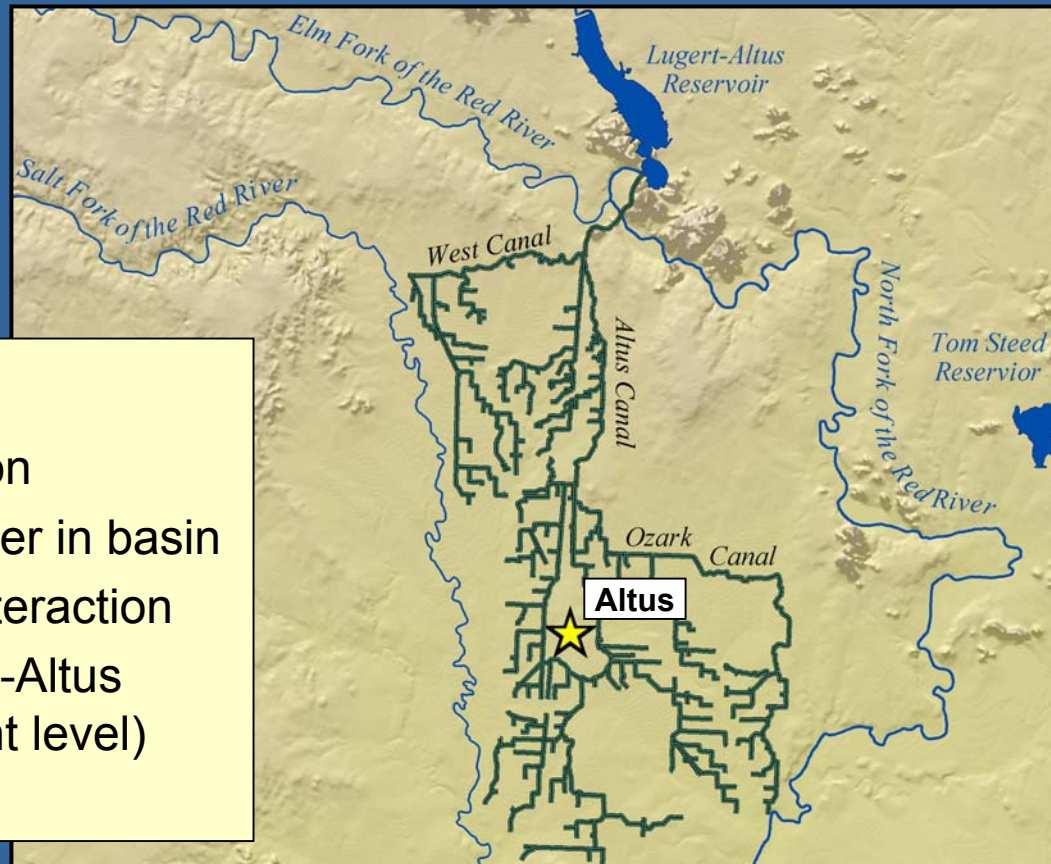 Elm Fork of the Red River
Lugert-Altus
Reservoir
Salt Fork of the Red River
West Canal
Altus Canal
North Fork of the Red River
Tom Steed
Reservior
on
er in basin
teraction
-Altus
t level)
Ozark Canal
Altus